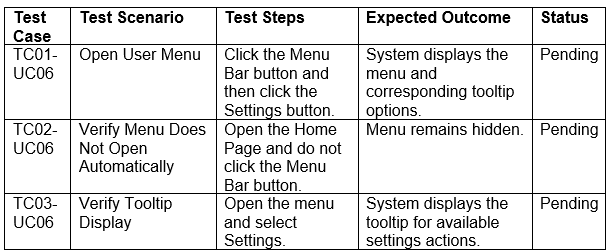 Test Case Test Scenario Test Steps Expected Outcome Status
TC01-UC06 Open User Menu Click the Menu Bar button and then click the Settings button. System displays the menu and corresponding tooltip options. Pending
TC02-UC06 Verify Menu Does Not Open Automatically Open the Home Page and do not click the Menu Bar button. Menu remains hidden. Pending
TC03-UC06 Verify Tooltip Display Open the menu and select Settings. System displays the tooltip for available settings actions. Pending